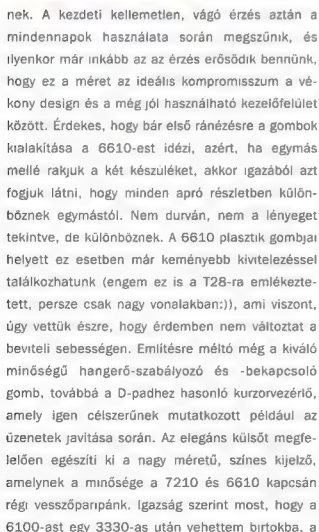 nek. A kezdeti kellemetlen, vágó érzés aztán a
mindennapok használata során megszűnik, és
ilyenkor már inkább az az érzés erősödik bennünk,
hogy ez a méret az ideális kompromisszum a vé-
kony design és a még jól használható kezelőfelület
között. Érdekes, hogy bár első ránézésre a gombok
kialakítása a 6610-est idézi, azért, ha egymás
mellé rakjuk a két készüléket, akkor igazából azt
fogjuk látni, hogy minden apró részletben külön-
böznek egymástól. Nem durván, nem a lényeget
tekintve, de különböznek. A 6610 plasztik gombjai
helyett ez esetben már keményebb kivitelezéssel
találkozhatunk (engem ez is a T28-ra emlékezte-
tett, persze csak nagy vonalakban:)), ami viszont,
úgy vettük észre, hogy érdemben nem változtat a
beviteli sebességen. Említésre méltó még a kiváló
minőségű hangerő-szabályozó és -bekapcsoló
gomb, továbbá a D-padhez hasonló kurzorvezérlő,
amely igen célszerűnek mutatkozott például az
üzenetek javítása során. Az elegáns külsőt megfe-
lelően egészíti ki a nagy méretű, színes kijelző,
amelynek a minősége a 7210 és 6610 kapcsán
régi vesszőparipánk. Igazság szerint most, hogy a
6100-ast egy 3330-as után vehettem birtokba, a